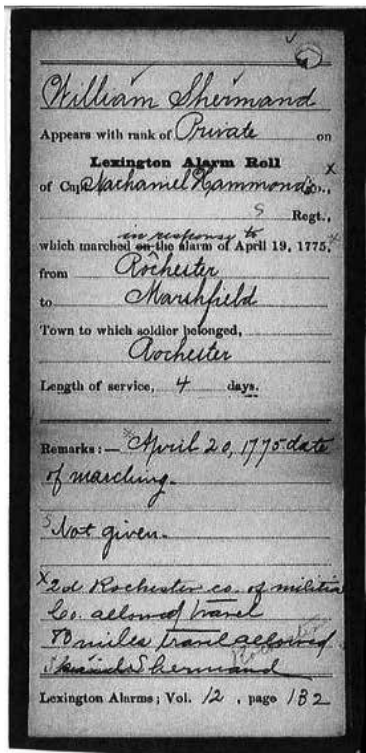 William Shermand
Appears with rank of Private on
Lexington Alarm Roll
of Capt. Nathaniel Hammond's Co., x
s Regt.,
in response to
which marched on the alarm of April 19, 1775, *
from Rochester
to Marshfield
Town to which soldier belonged,
Rochester
Length of service, 4 days.
Remarks:— *April 20, 1775 date
of marching.
s Not given.
x 2d Rochester co. of militia
Co. allowed travel
miles travel allowed
Shermand
Lexington Alarms; Vol. 12, page 182